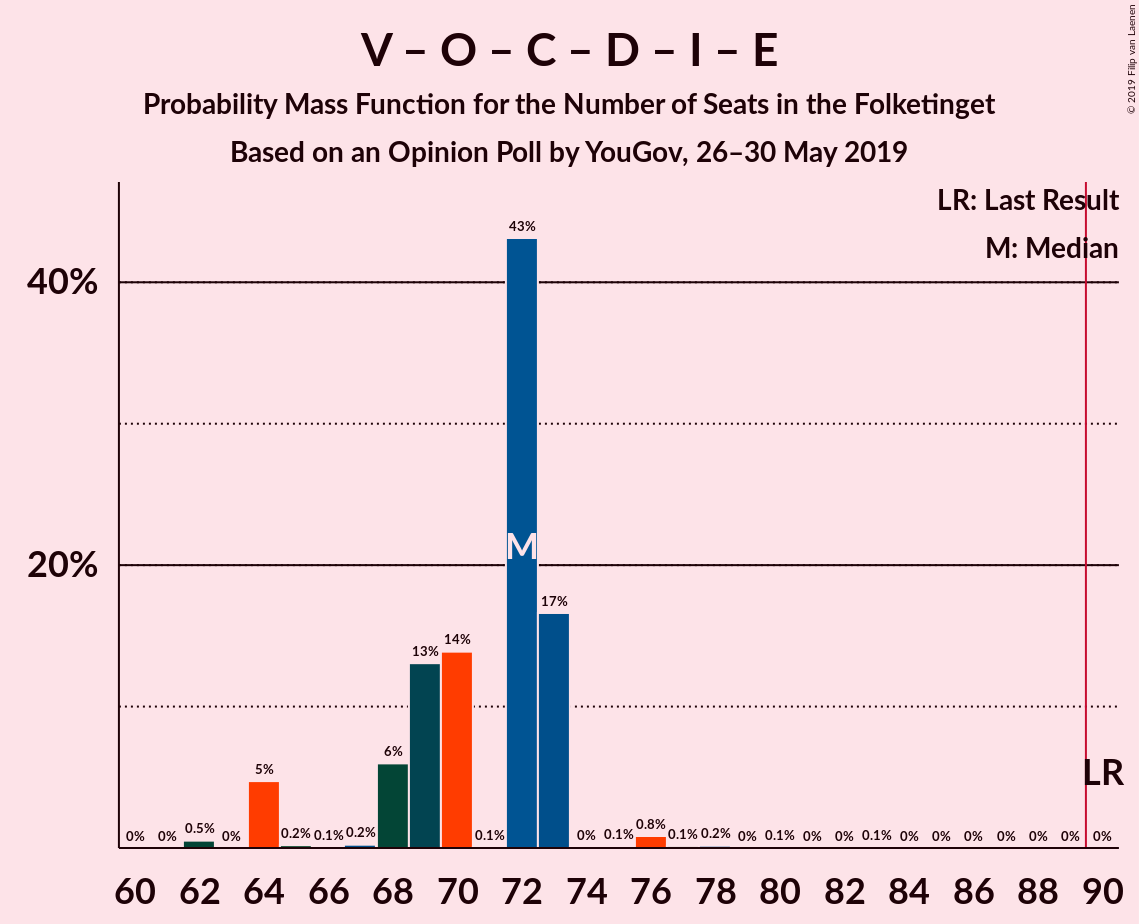 V – O – C – D – I – E
Probability Mass Function for the Number of Seats in the Folketinget
Based on an Opinion Poll by YouGov, 26–30 May 2019
© 2019 Filip van Laenen
LR: Last Result
M: Median
40%
20%
0% 0% 0.5% 0% 5% 0.2% 0.1% 0.2% 6% 13% 14% 0.1% 43% 17% 0% 0.1% 0.8% 0.1% 0.2% 0% 0.1% 0% 0% 0.1% 0% 0% 0% 0% 0% 0% 0%
M
LR
60 62 64 66 68 70 72 74 76 78 80 82 84 86 88 90